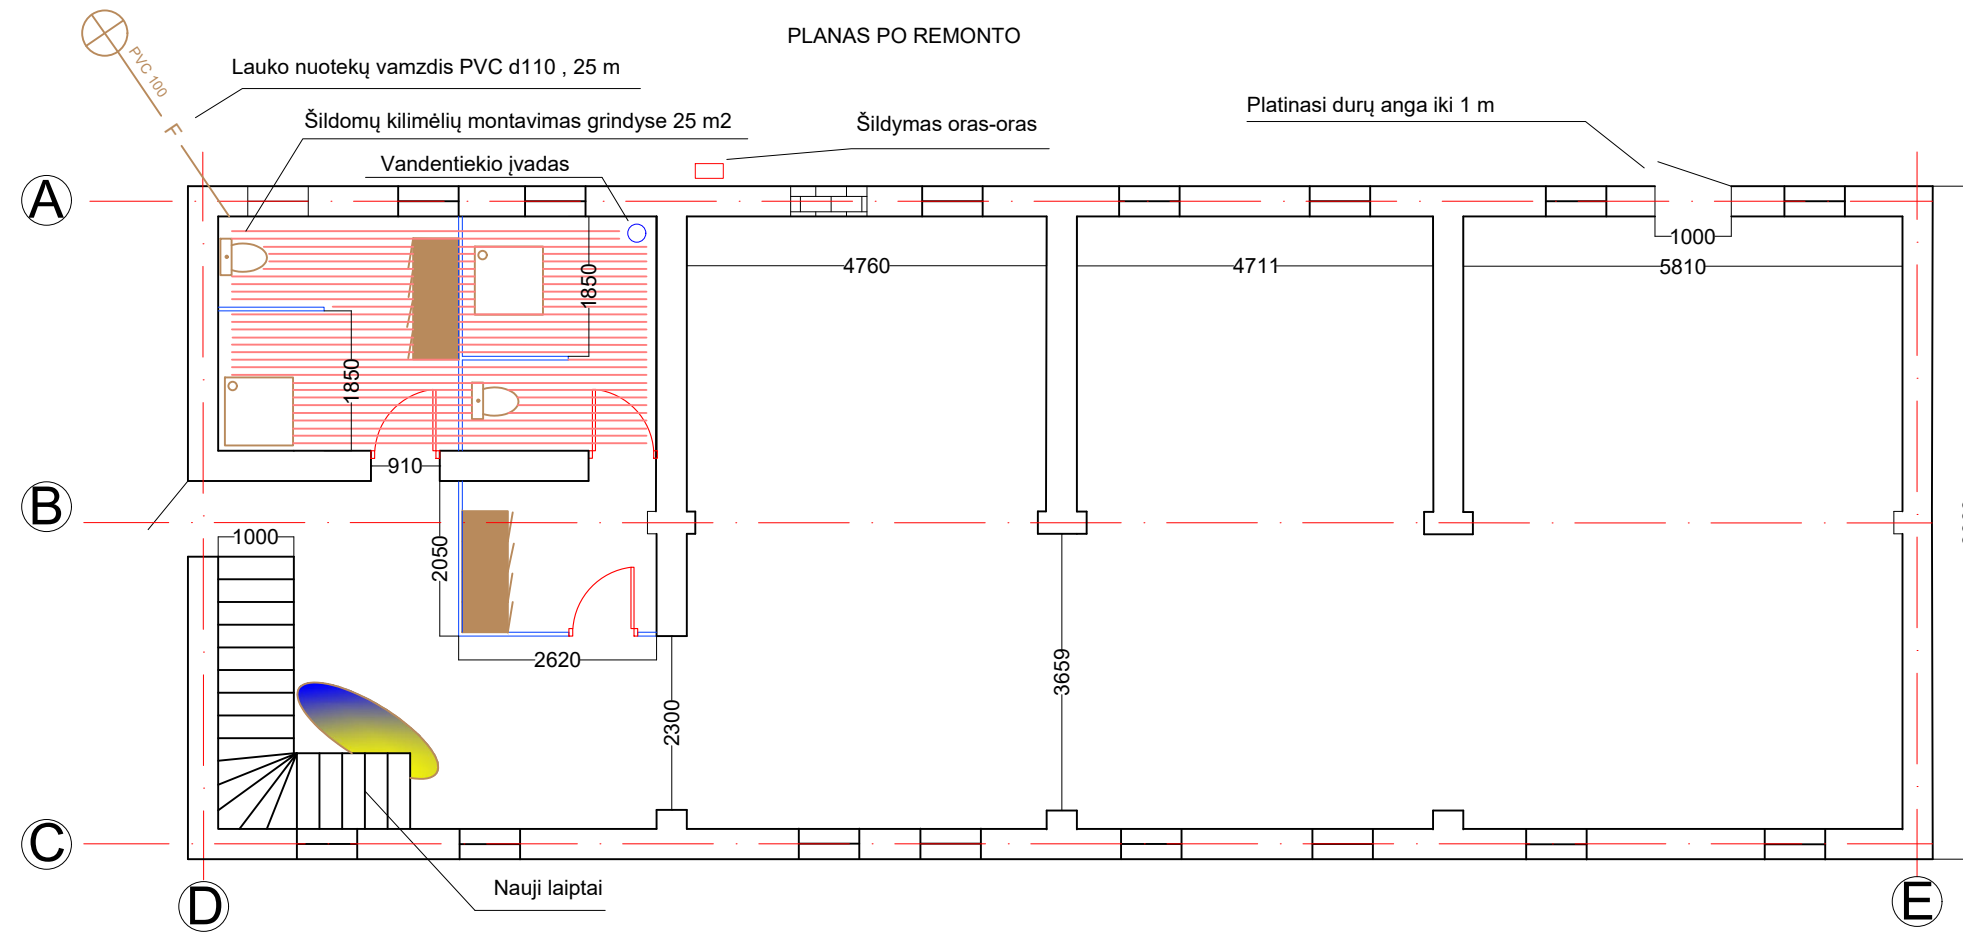 PLANAS PO REMONTO
Lauko nuotekų vamzdis PVC d110 , 25 m
PVC 100
F
Šildomų kilimėlių montavimas grindyse 25 m2
Šildymas oras-oras
Platinasi durų anga iki 1 m
Vandentiekio įvadas
A
1000
4760
4711
5810
1850
1850
910
B
1000
2050
2620
3659
2300
C
Nauji laiptai
D
E